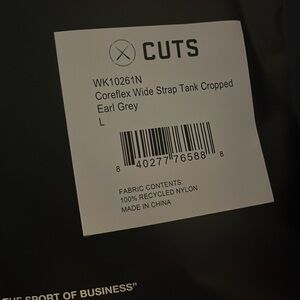 CUTS
WK10261N
Coreflex Wide Strap Tank Cropped
Earl Grey
L
8 40277 76588 8
FABRIC CONTENTS:
100% RECYCLED NYLON
MADE IN CHINA
THE SPORT OF BUSINESS"